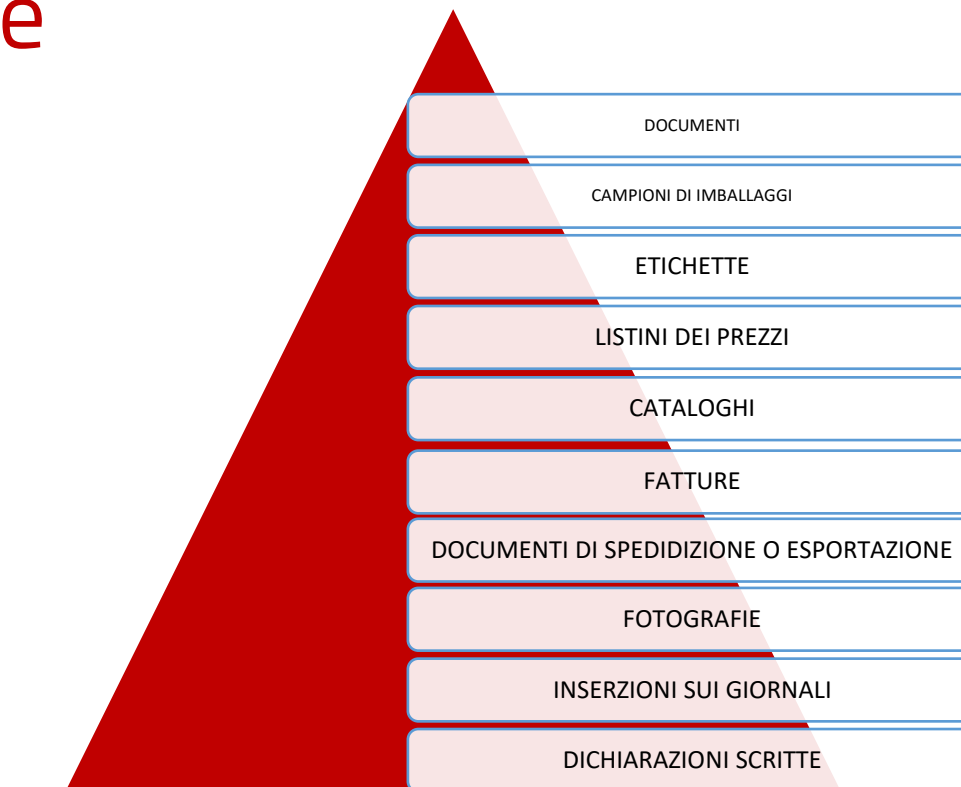 e
DOCUMENTI
CAMPIONI DI IMBALLAGGI
ETICHETTE
LISTINI DEI PREZZI
CATALOGHI
FATTURE
DOCUMENTI DI SPEDIDIZIONE O ESPORTAZIONE
FOTOGRAFIE
INSERZIONI SUI GIORNALI
DICHIARAZIONI SCRITTE